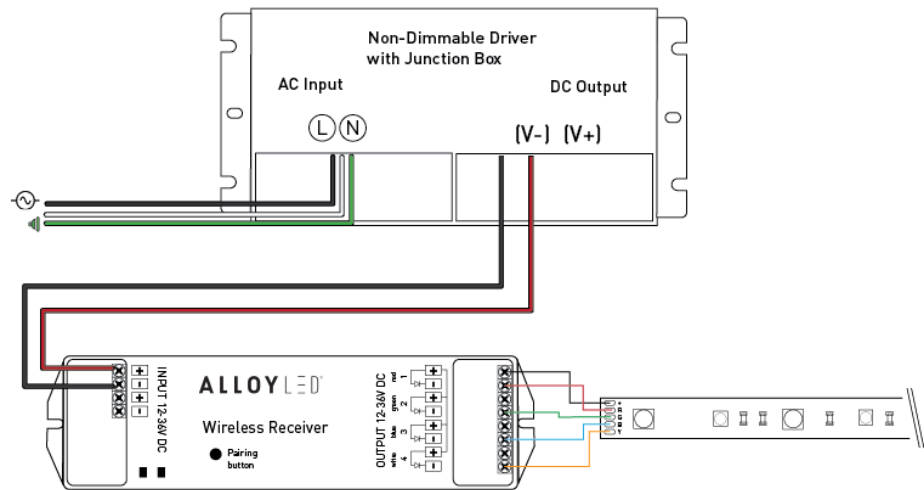 Non-Dimmable Driver
with Junction Box
AC Input
DC Output
L N
(V-) (V+)
INPUT 12-36V DC
+
-
+
-
ALLOYLED®
Wireless Receiver
Pairing
button
OUTPUT 12-36V DC
red 1 + -
green 2 + -
blue 3 + -
white 4 + -
+
R
G
B